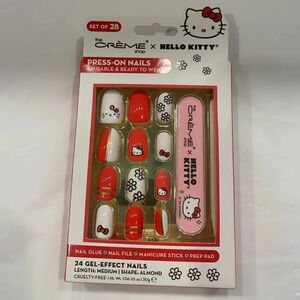 SET OF 28
the CRÈME shop × HELLO KITTY®
PRESS-ON NAILS
REUSABLE & READY TO WEAR
the CRÈME shop
×
HELLO KITTY
NAIL GLUE NAIL FILE MANICURE STICK PREP PAD
24 GEL-EFFECT NAILS
LENGTH: MEDIUM | SHAPE: ALMOND
CRUELTY-FREE